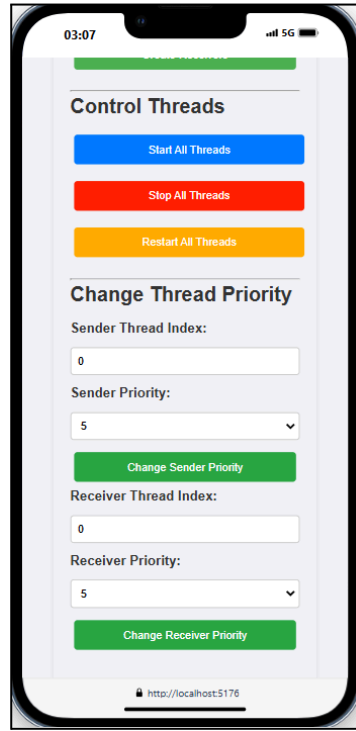 03:07
5G
Create Receivers
Control Threads
Start All Threads
Stop All Threads
Restart All Threads
Change Thread Priority
Sender Thread Index:
0
Sender Priority:
5
Change Sender Priority
Receiver Thread Index:
0
Receiver Priority:
5
Change Receiver Priority
http://localhost:5176